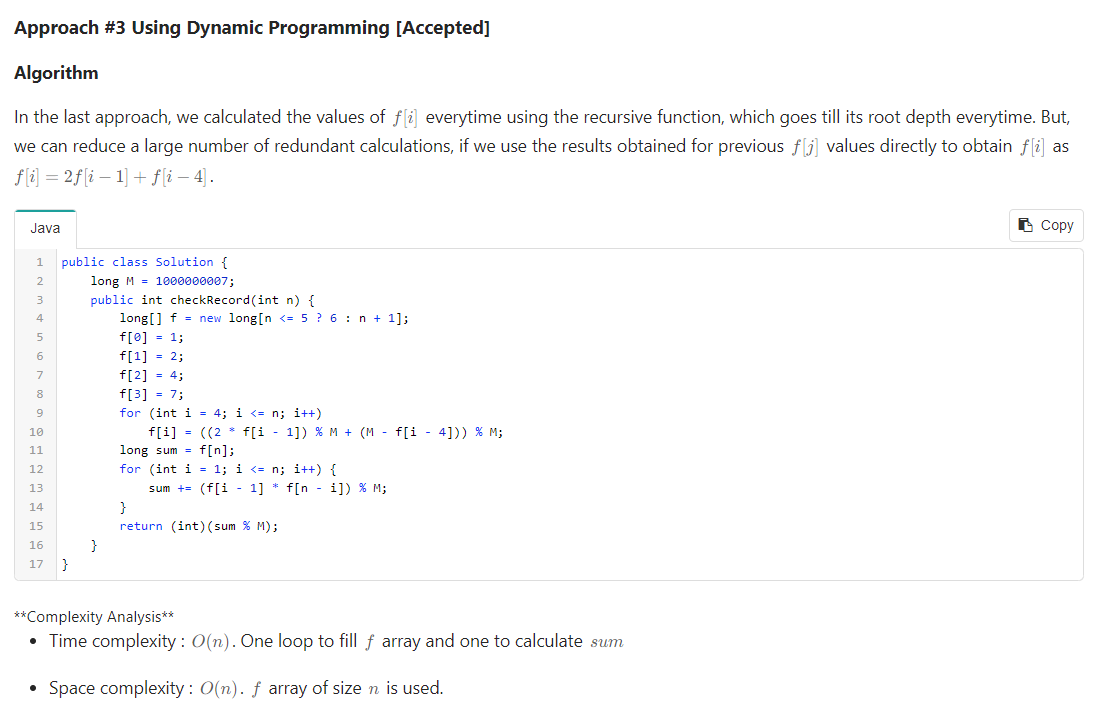 Approach #3 Using Dynamic Programming [Accepted]
Algorithm
In the last approach, we calculated the values of f[i] everytime using the recursive function, which goes till its root depth everytime. But,
we can reduce a large number of redundant calculations, if we use the results obtained for previous f[j] values directly to obtain f[i] as
f[i] = 2f[i − 1] + f[i − 4].
Java
Copy
1 public class Solution {
2     long M = 1000000007;
3     public int checkRecord(int n) {
4         long[] f = new long[n <= 5 ? 6 : n + 1];
5         f[0] = 1;
6         f[1] = 2;
7         f[2] = 4;
8         f[3] = 7;
9         for (int i = 4; i <= n; i++)
10             f[i] = ((2 * f[i - 1]) % M + (M - f[i - 4])) % M;
11         long sum = f[n];
12         for (int i = 1; i <= n; i++) {
13             sum += (f[i - 1] * f[n - i]) % M;
14         }
15         return (int)(sum % M);
16     }
17 }
**Complexity Analysis**
• Time complexity : O(n). One loop to fill f array and one to calculate sum
• Space complexity : O(n). f array of size n is used.